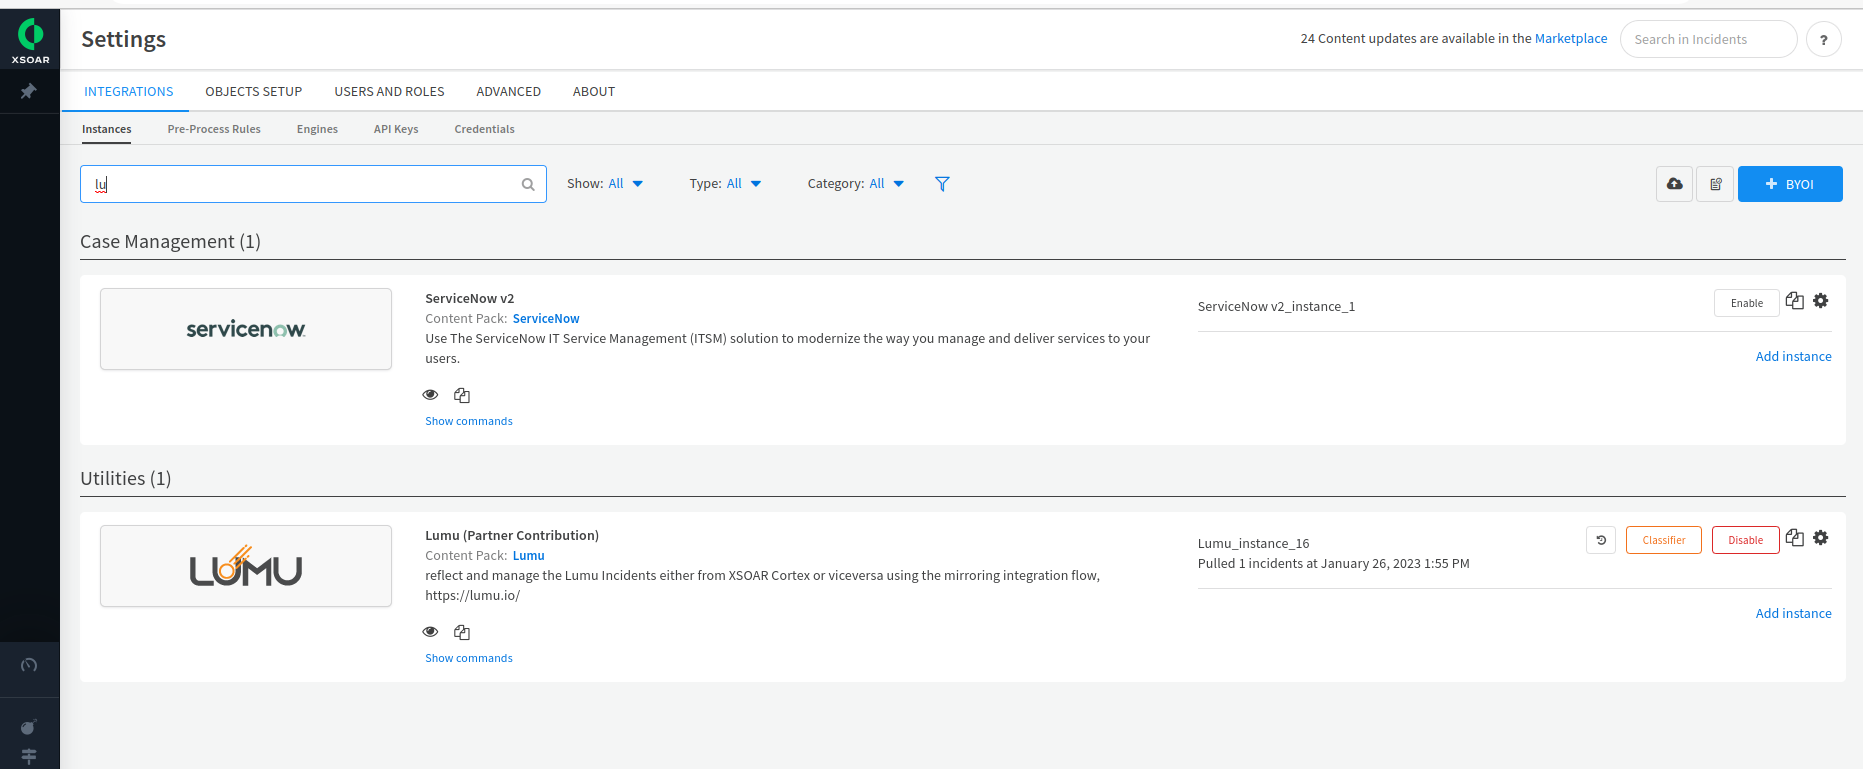 XSOAR
Settings
24 Content updates are available in the Marketplace
Search in Incidents
?
INTEGRATIONS OBJECTS SETUP USERS AND ROLES ADVANCED ABOUT
Instances Pre-Process Rules Engines API Keys Credentials
lu
Show: All Type: All Category: All
+ BYOI
Case Management (1)
servicenow
ServiceNow v2
Content Pack: ServiceNow
Use The ServiceNow IT Service Management (ITSM) solution to modernize the way you manage and deliver services to your
users.
Show commands
ServiceNow v2_instance_1
Enable
Add instance
Utilities (1)
LUMU
Lumu (Partner Contribution)
Content Pack: Lumu
reflect and manage the Lumu Incidents either from XSOAR Cortex or viceversa using the mirroring integration flow,
https://lumu.io/
Show commands
Lumu_instance_16
Pulled 1 incidents at January 26, 2023 1:55 PM
Classifier Disable
Add instance